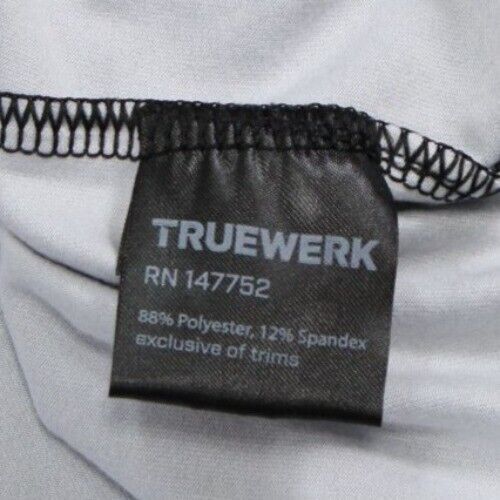 TRUEWERK
RN 147752
88% Polyester, 12% Spandex
exclusive of trims